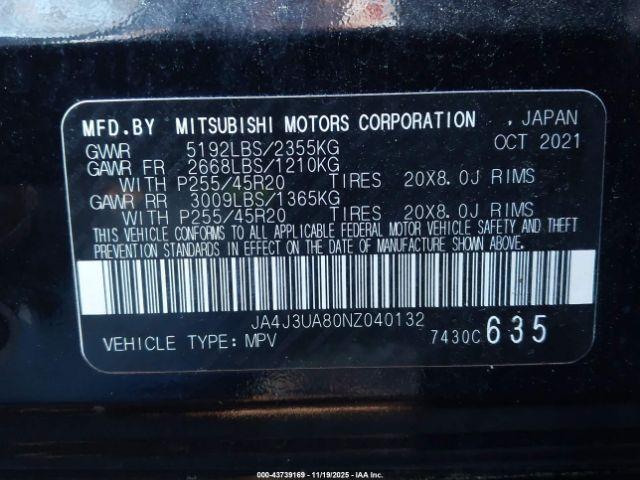 MFD.BY MITSUBISHI MOTORS CORPORATION , JAPAN
GVWR 5192LBS/2355KG OCT 2021
GAWR FR 2668LBS/1210KG
WITH P255/45R20 TIRES 20X8.0J RIMS
GAWR RR 3009LBS/1365KG
WITH P255/45R20 TIRES 20X8.0J RIMS
THIS VEHICLE CONFORMS TO ALL APPLICABLE FEDERAL MOTOR VEHICLE SAFETY AND THEFT
PREVENTION STANDARDS IN EFFECT ON THE DATE OF MANUFACTURE SHOWN ABOVE.
JA4J3UA80NZ040132
VEHICLE TYPE: MPV 7430C 635
000-43739169 - 11/19/2025 - IAA Inc.